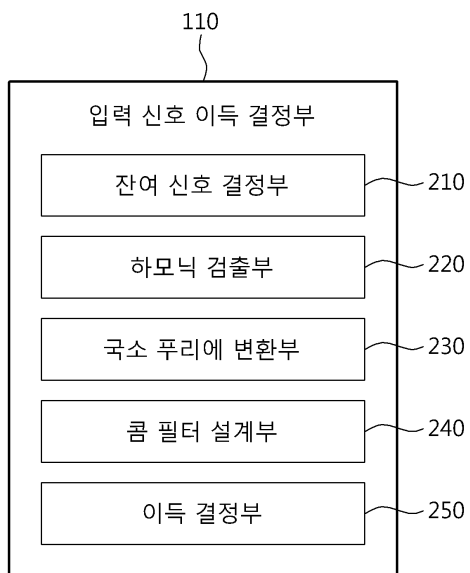 110
입력 신호 이득 결정부
잔여 신호 결정부 210
하모닉 검출부 220
국소 푸리에 변환부 230
콤 필터 설계부 240
이득 결정부 250